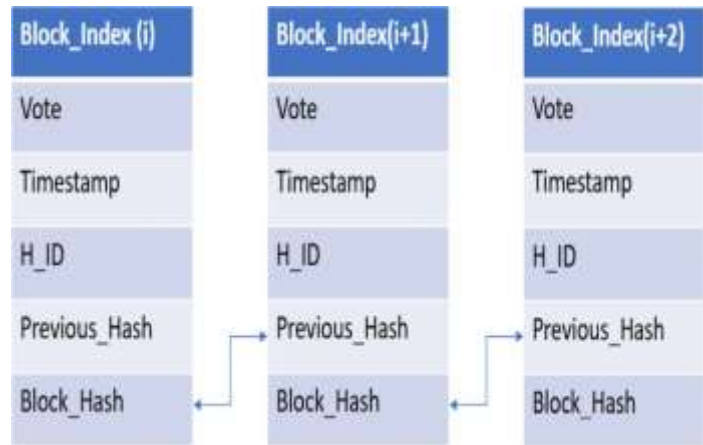 Block_Index (i)
Vote
Timestamp
H_ID
Previous_Hash
Block_Hash
Block_Index(i+1)
Vote
Timestamp
H_ID
Previous_Hash
Block_Hash
Block_Index(i+2)
Vote
Timestamp
H_ID
Previous_Hash
Block_Hash